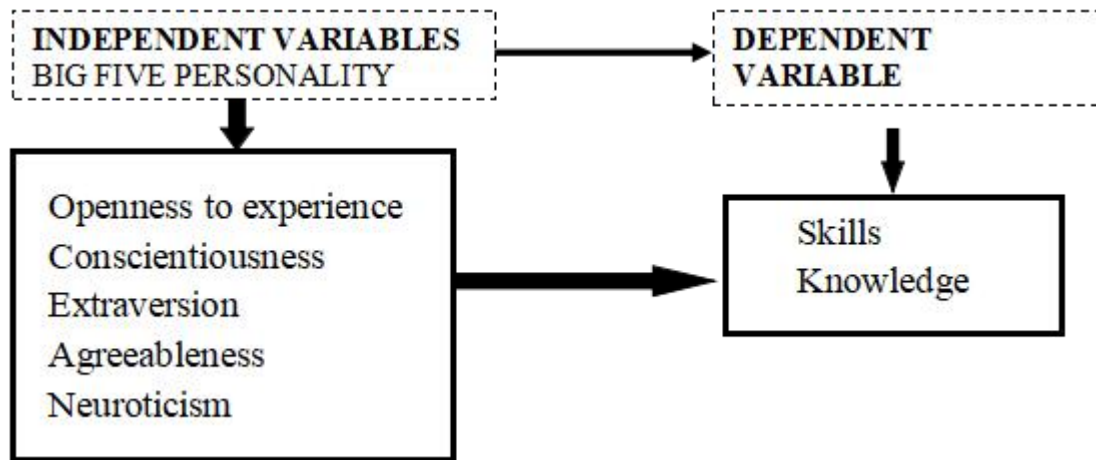 INDEPENDENT VARIABLES
BIG FIVE PERSONALITY
DEPENDENT
VARIABLE
Openness to experience
Conscientiousness
Extraversion
Agreeableness
Neuroticism
Skills
Knowledge